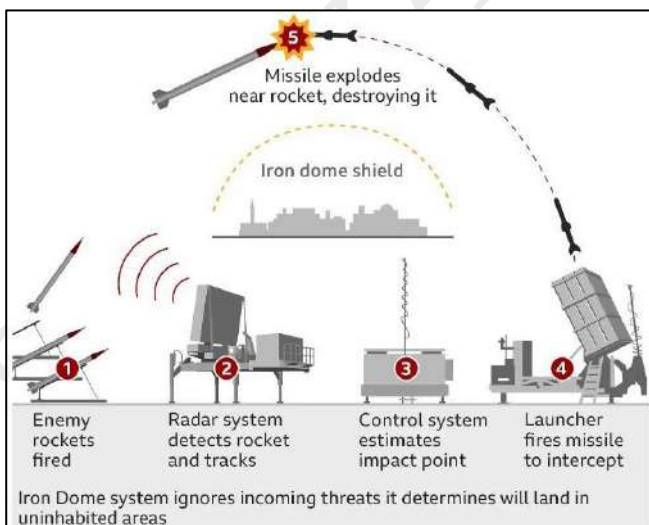 5
Missile explodes
near rocket, destroying it
Iron dome shield
1
2
3
4
Enemy
rockets
fired
Radar system
detects rocket
and tracks
Control system
estimates
impact point
Launcher
fires missile
to intercept
Iron Dome system ignores incoming threats it determines will land in
uninhabited areas